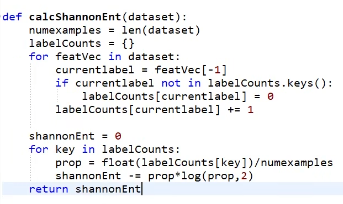 def calcShannonEnt(dataset):
    numexamples = len(dataset)
    labelCounts = {}
    for featVec in dataset:
        currentlabel = featVec[-1]
        if currentlabel not in labelCounts.keys():
            labelCounts[currentlabel] = 0
        labelCounts[currentlabel] += 1

    shannonEnt = 0
    for key in labelCounts:
        prop = float(labelCounts[key])/numexamples
        shannonEnt -= prop*log(prop,2)
    return shannonEnt